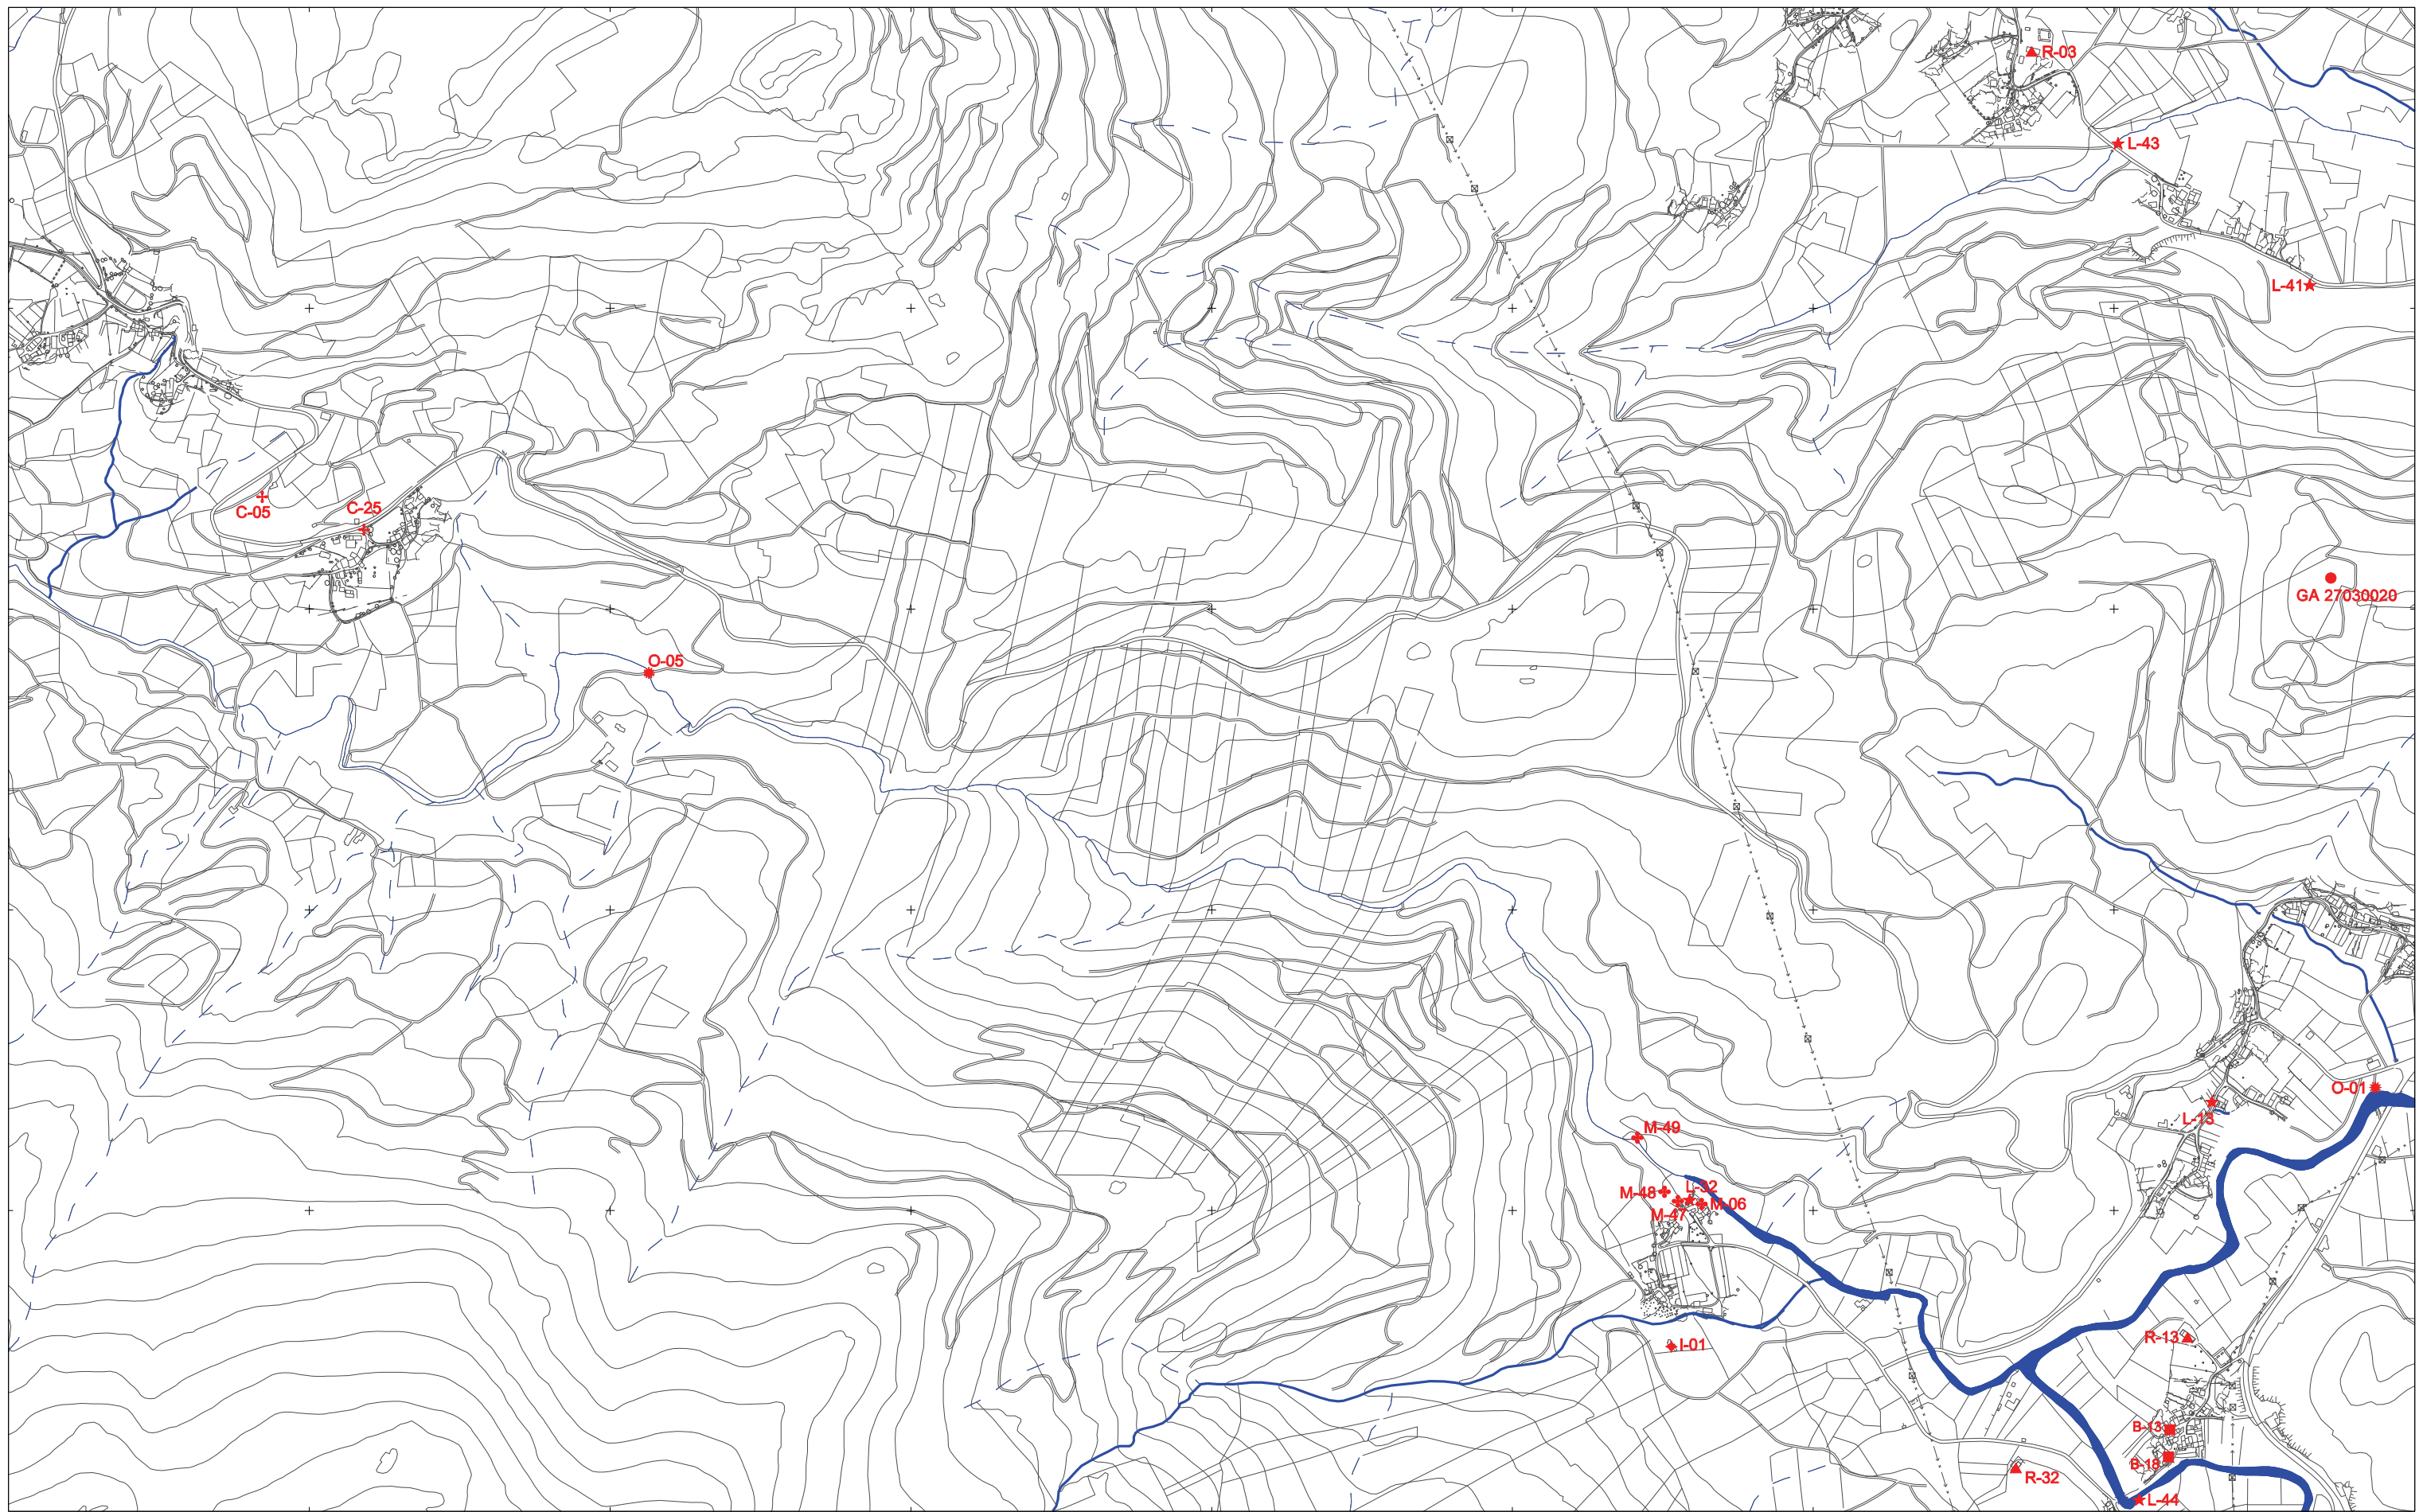 R-03
L-43
L-41
C-05
C-25
GA 27030020
O-05
O-01
L-13
M-49
M-48
L-32
M-06
M-47
R-13
I-01
B-13
B-18
R-32
L-44